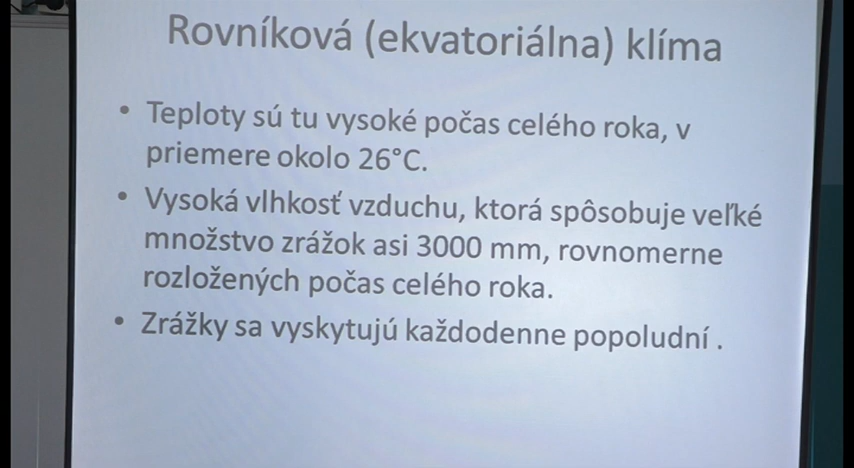 Rovníková (ekvatoriálna) klíma
• Teploty sú tu vysoké počas celého roka, v
priemere okolo 26°C.
• Vysoká vlhkosť vzduchu, ktorá spôsobuje veľké
množstvo zrážok asi 3000 mm, rovnomerne
rozložených počas celého roka.
• Zrážky sa vyskytujú každodenne popoludní .